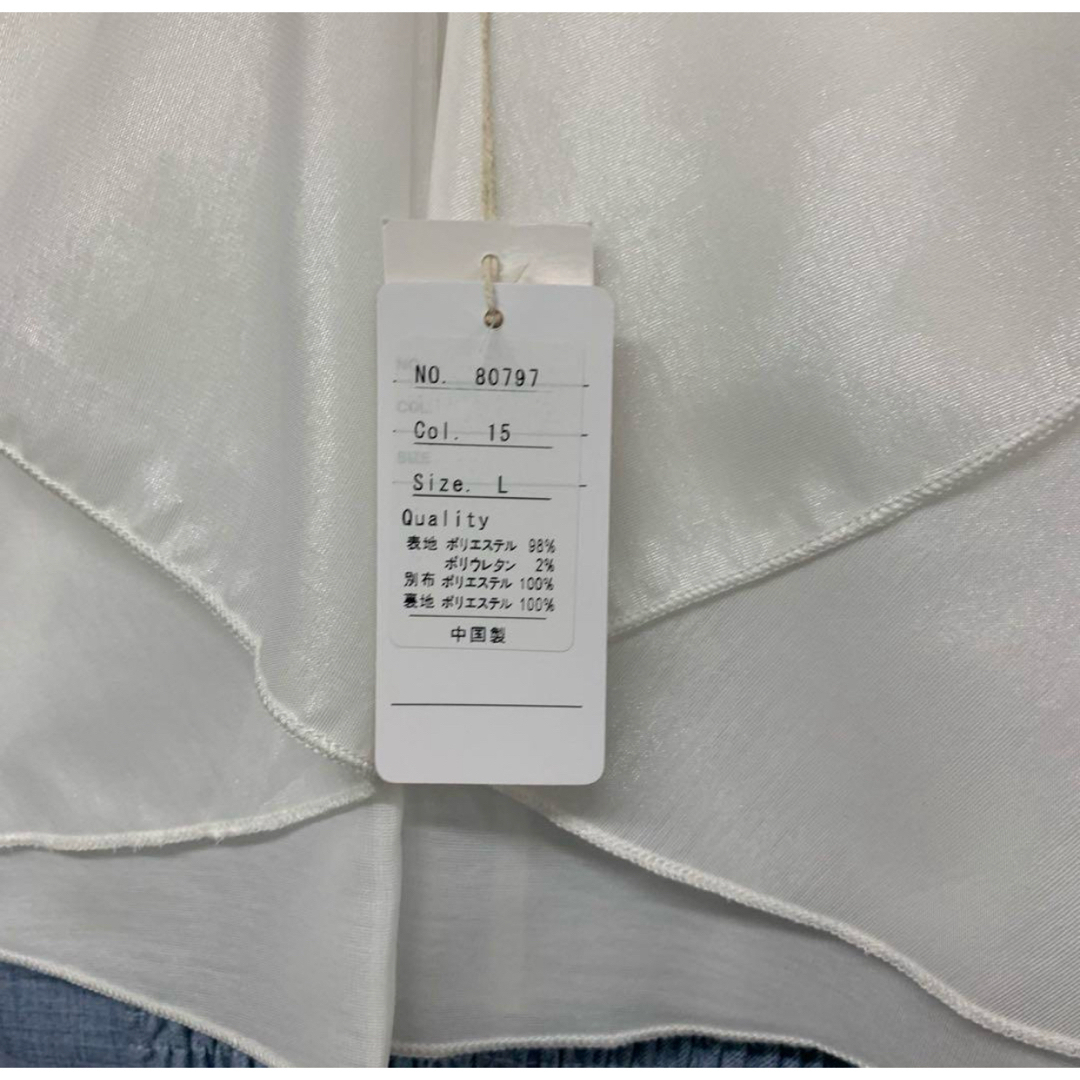 NO. 80797
COL.
Col. 15
SIZE
Size. L
Quality
表地 ポリエステル 98%
ポリウレタン 2%
別布 ポリエステル 100%
裏地 ポリエステル 100%
中国製